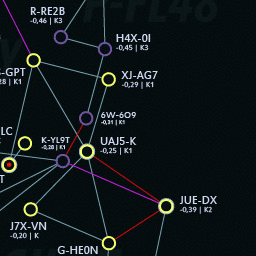 R-RE2B
-0,46 | K3
H4X-0I
-0,45 | K3
-GPT
28 | K1
XJ-AG7
-0,29 | K1
6W-6O9
-0,31 | K1
LC
K-YL9T
-0,28 | K1
UAJ5-K
-0,25 | K1
T
JUE-DX
-0,39 | K2
J7X-VN
-0,20 | K
G-HE0N